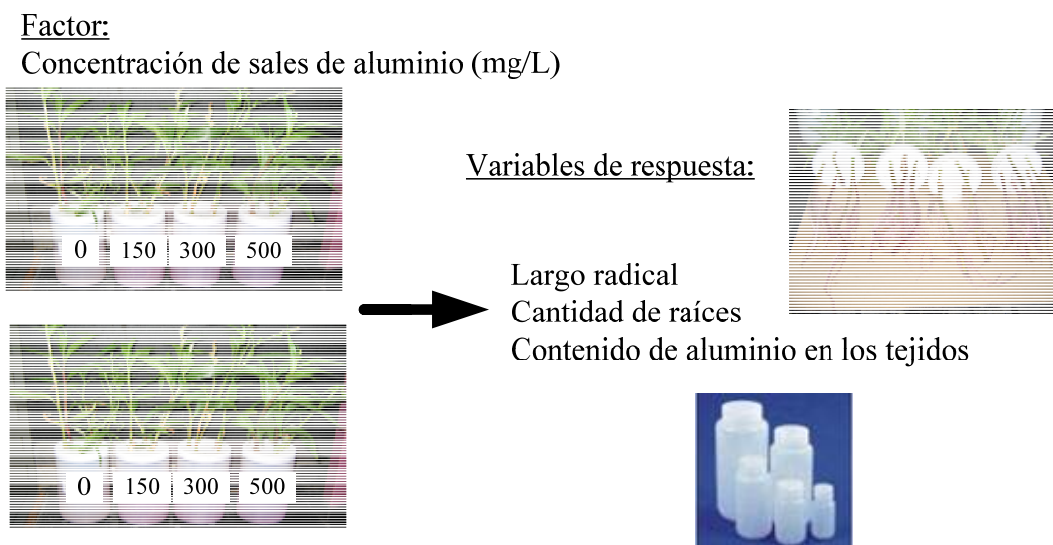 Factor:
Concentración de sales de aluminio (mg/L)
0 150 300 500
Variables de respuesta:
Largo radical
Cantidad de raíces
Contenido de aluminio en los tejidos
0 150 300 500